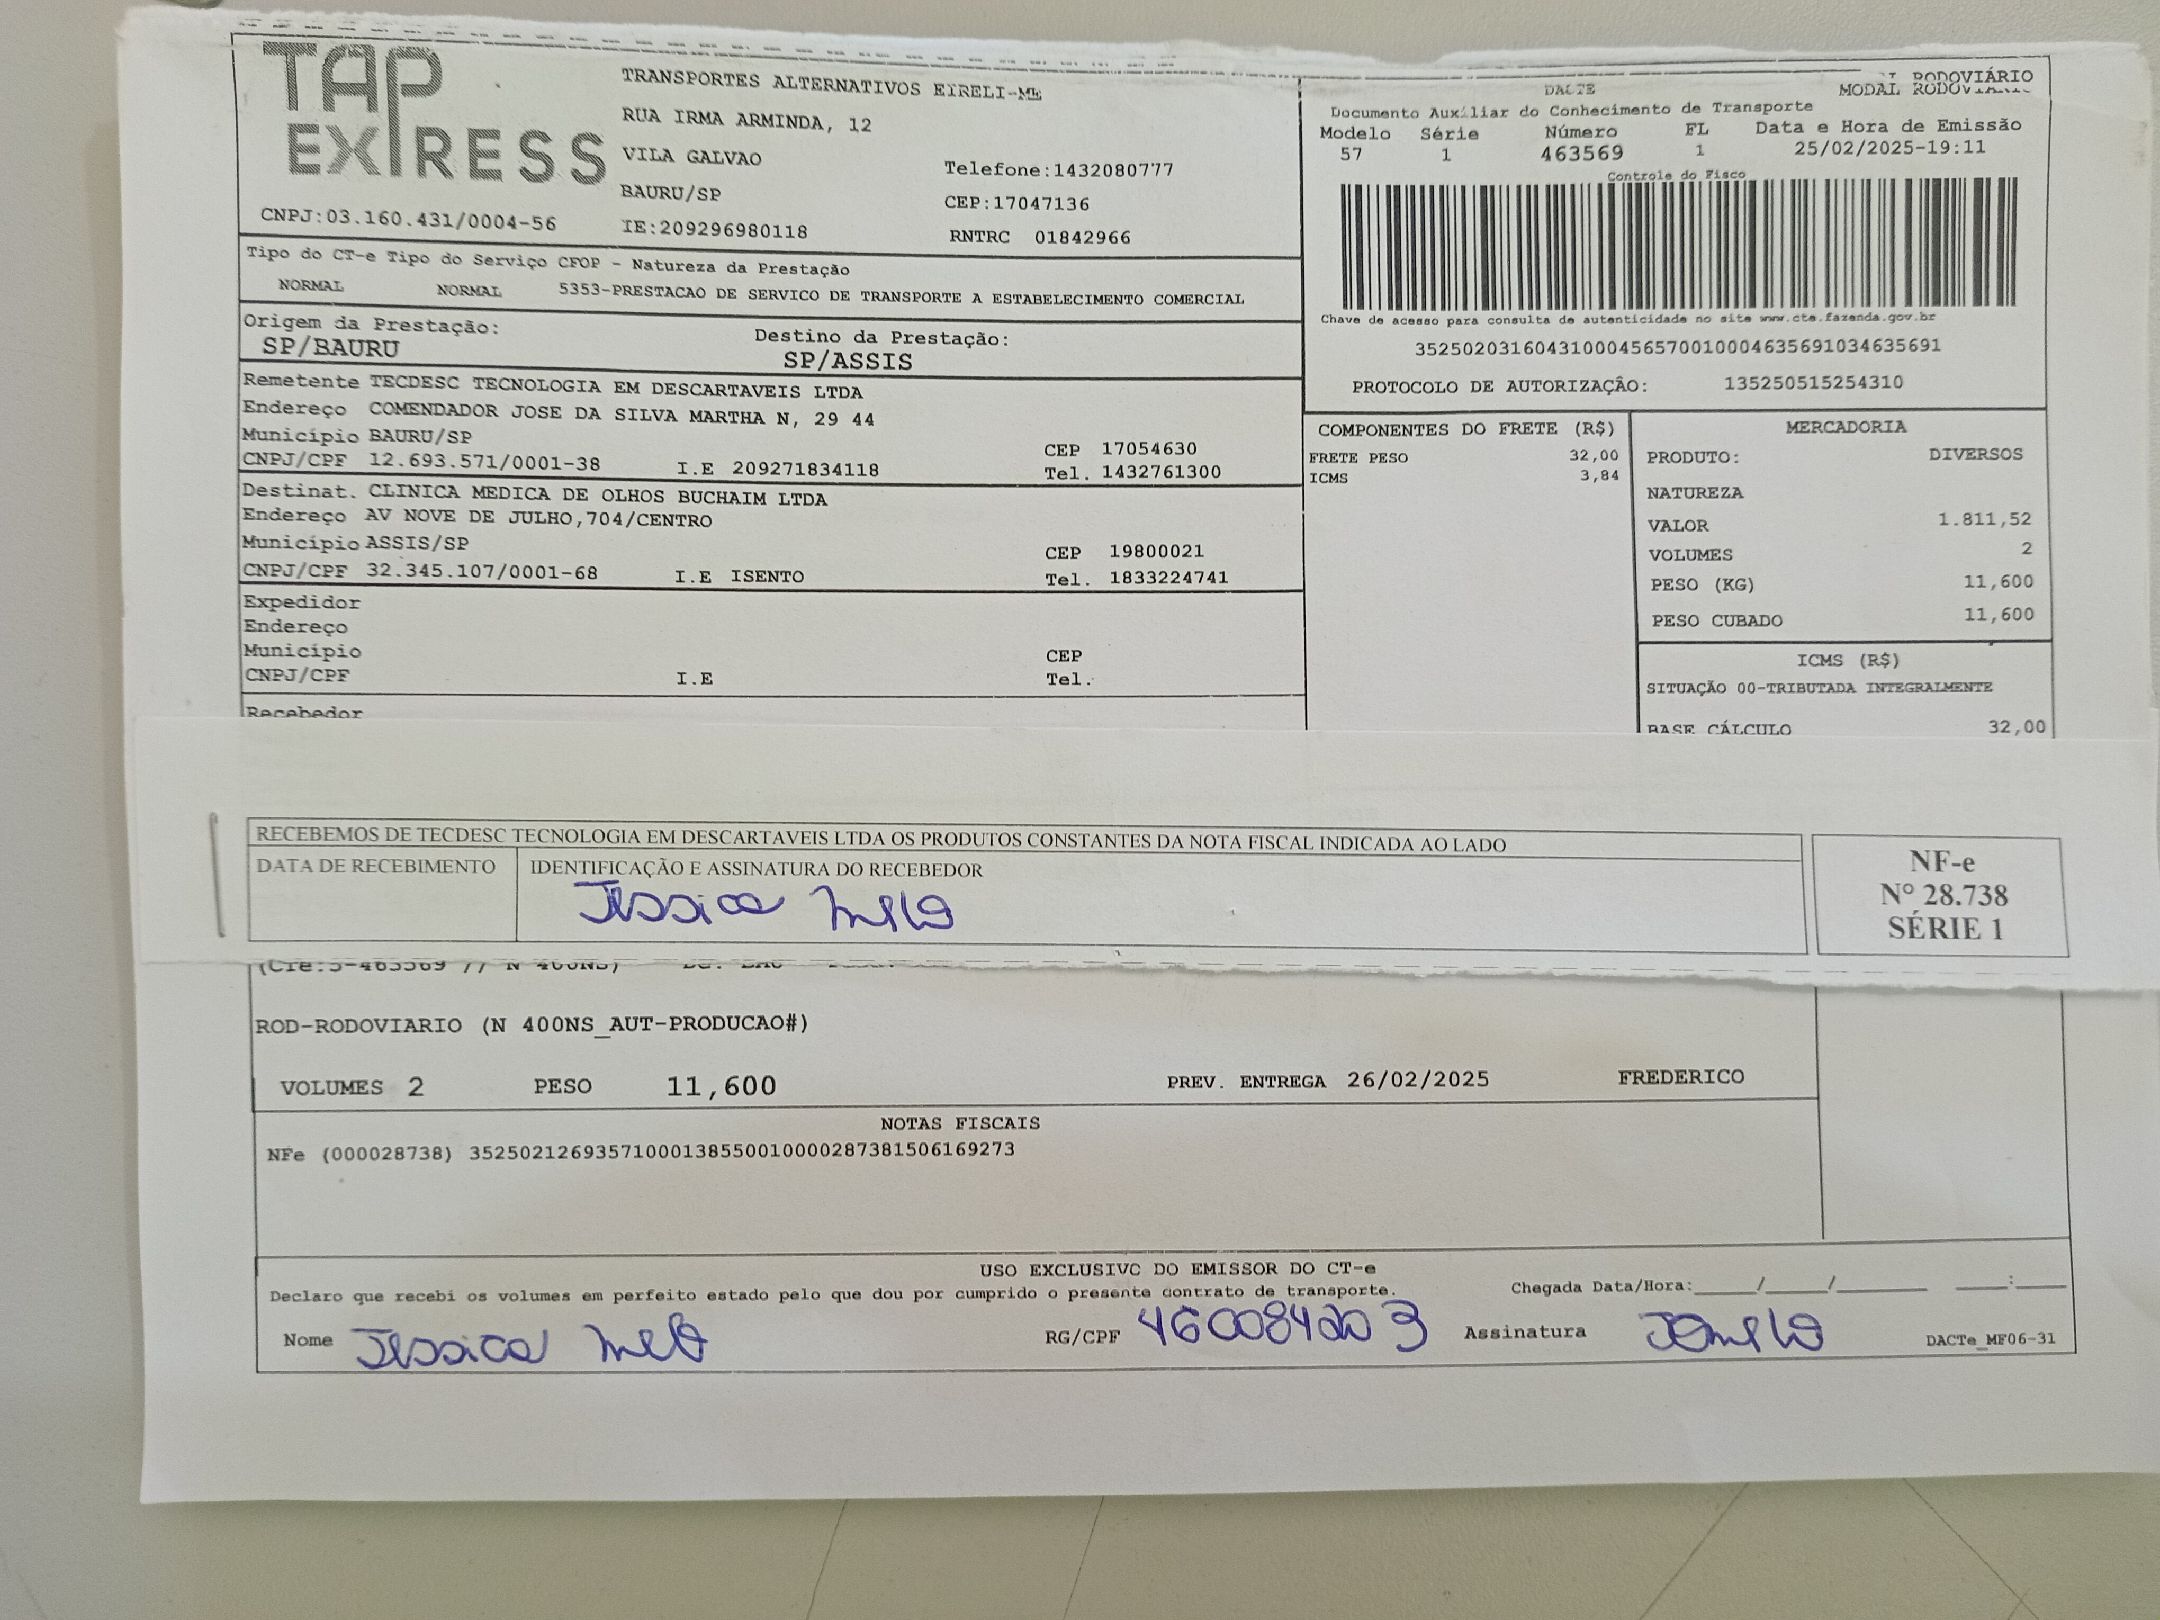 TAP
EXPRESS
TRANSPORTES ALTERNATIVOS EIRELI-ME
RUA IRMA ARMINDA, 12
VILA GALVAO
Telefone:1432080777
BAURU/SP
CEP:17047136
CNPJ:03.160.431/0004-56
IE:209296980118
RNTRC 01842966
DACTE
MODAL RODOVIÁRIO
Documento Auxiliar do Conhecimento de Transporte
Modelo Série Número FL Data e Hora de Emissão
57 1 463569 1 25/02/2025-19:11
Controle do Fisco
Chave de acesso para consulta de autenticidade no site www.cte.fazenda.gov.br
35250203160431000456570010004635691034635691
PROTOCOLO DE AUTORIZAÇÃO: 135250515254310
Tipo do CT-e Tipo do Serviço CFOP - Natureza da Prestação
NORMAL NORMAL 5353-PRESTACAO DE SERVICO DE TRANSPORTE A ESTABELECIMENTO COMERCIAL
Origem da Prestação: Destino da Prestação:
SP/BAURU SP/ASSIS
Remetente TECDESC TECNOLOGIA EM DESCARTAVEIS LTDA
Endereço COMENDADOR JOSE DA SILVA MARTHA N, 29 44
Município BAURU/SP CEP 17054630
CNPJ/CPF 12.693.571/0001-38 I.E 209271834118 Tel. 1432761300
Destinat. CLINICA MEDICA DE OLHOS BUCHAIM LTDA
Endereço AV NOVE DE JULHO,704/CENTRO
Município ASSIS/SP CEP 19800021
CNPJ/CPF 32.345.107/0001-68 I.E ISENTO Tel. 1833224741
Expedidor
Endereço
Município CEP
CNPJ/CPF I.E Tel.
Recebedor
COMPONENTES DO FRETE (R$)
FRETE PESO 32,00
ICMS 3,84
MERCADORIA
PRODUTO: DIVERSOS
NATUREZA
VALOR 1.811,52
VOLUMES 2
PESO (KG) 11,600
PESO CUBADO 11,600
ICMS (R$)
SITUAÇÃO 00-TRIBUTADA INTEGRALMENTE
BASE CÁLCULO 32,00
RECEBEMOS DE TECDESC TECNOLOGIA EM DESCARTAVEIS LTDA OS PRODUTOS CONSTANTES DA NOTA FISCAL INDICADA AO LADO
DATA DE RECEBIMENTO IDENTIFICAÇÃO E ASSINATURA DO RECEBEDOR
Jessica Melo
NF-e
N° 28.738
SÉRIE 1
ROD-RODOVIARIO (N 400NS_AUT-PRODUCAO#)
VOLUMES 2 PESO 11,600 PREV. ENTREGA 26/02/2025 FREDERICO
NOTAS FISCAIS
NFe (000028738) 35250212693571000138550010000287381506169273
USO EXCLUSIVO DO EMISSOR DO CT-e
Declaro que recebi os volumes em perfeito estado pelo que dou por cumprido o presente contrato de transporte. Chegada Data/Hora:____/____/______ ____:____
Nome Jessica Melo RG/CPF 460084203 Assinatura JOMelo DACTe_MF06-31